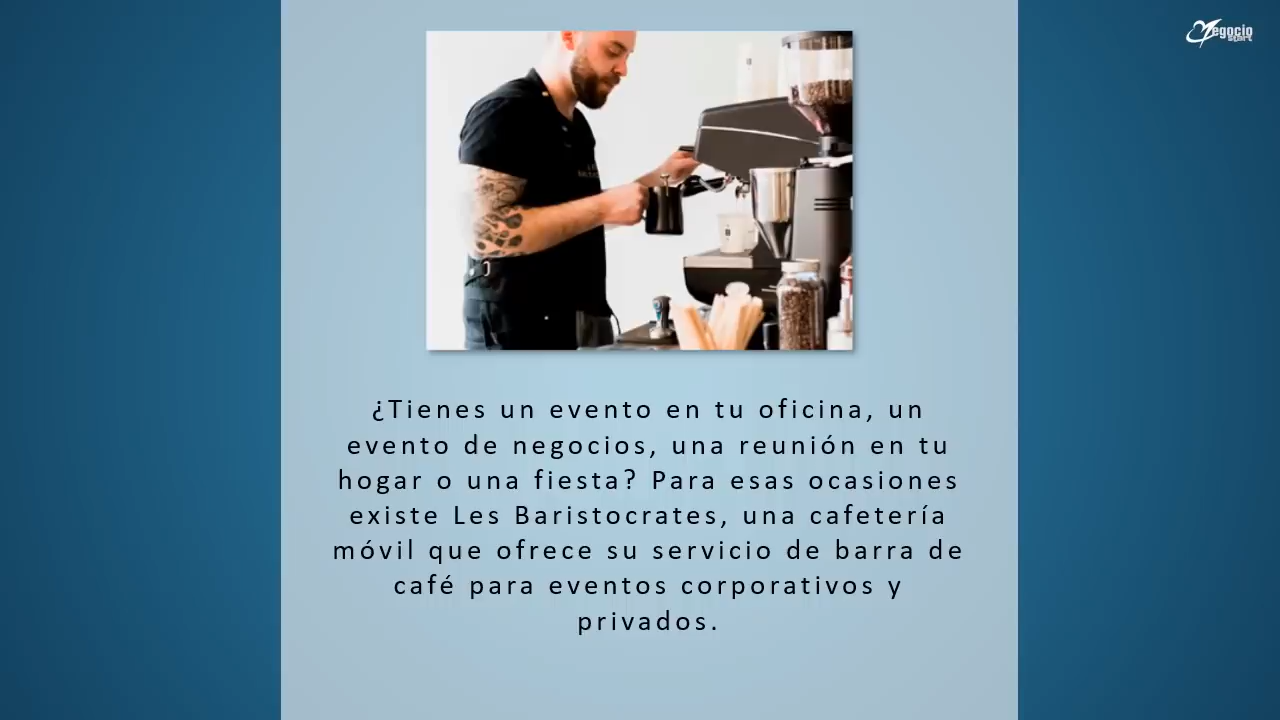 Negocio
start
¿Tienes un evento en tu oficina, un
evento de negocios, una reunión en tu
hogar o una fiesta? Para esas ocasiones
existe Les Baristocrates, una cafetería
móvil que ofrece su servicio de barra de
café para eventos corporativos y
privados.